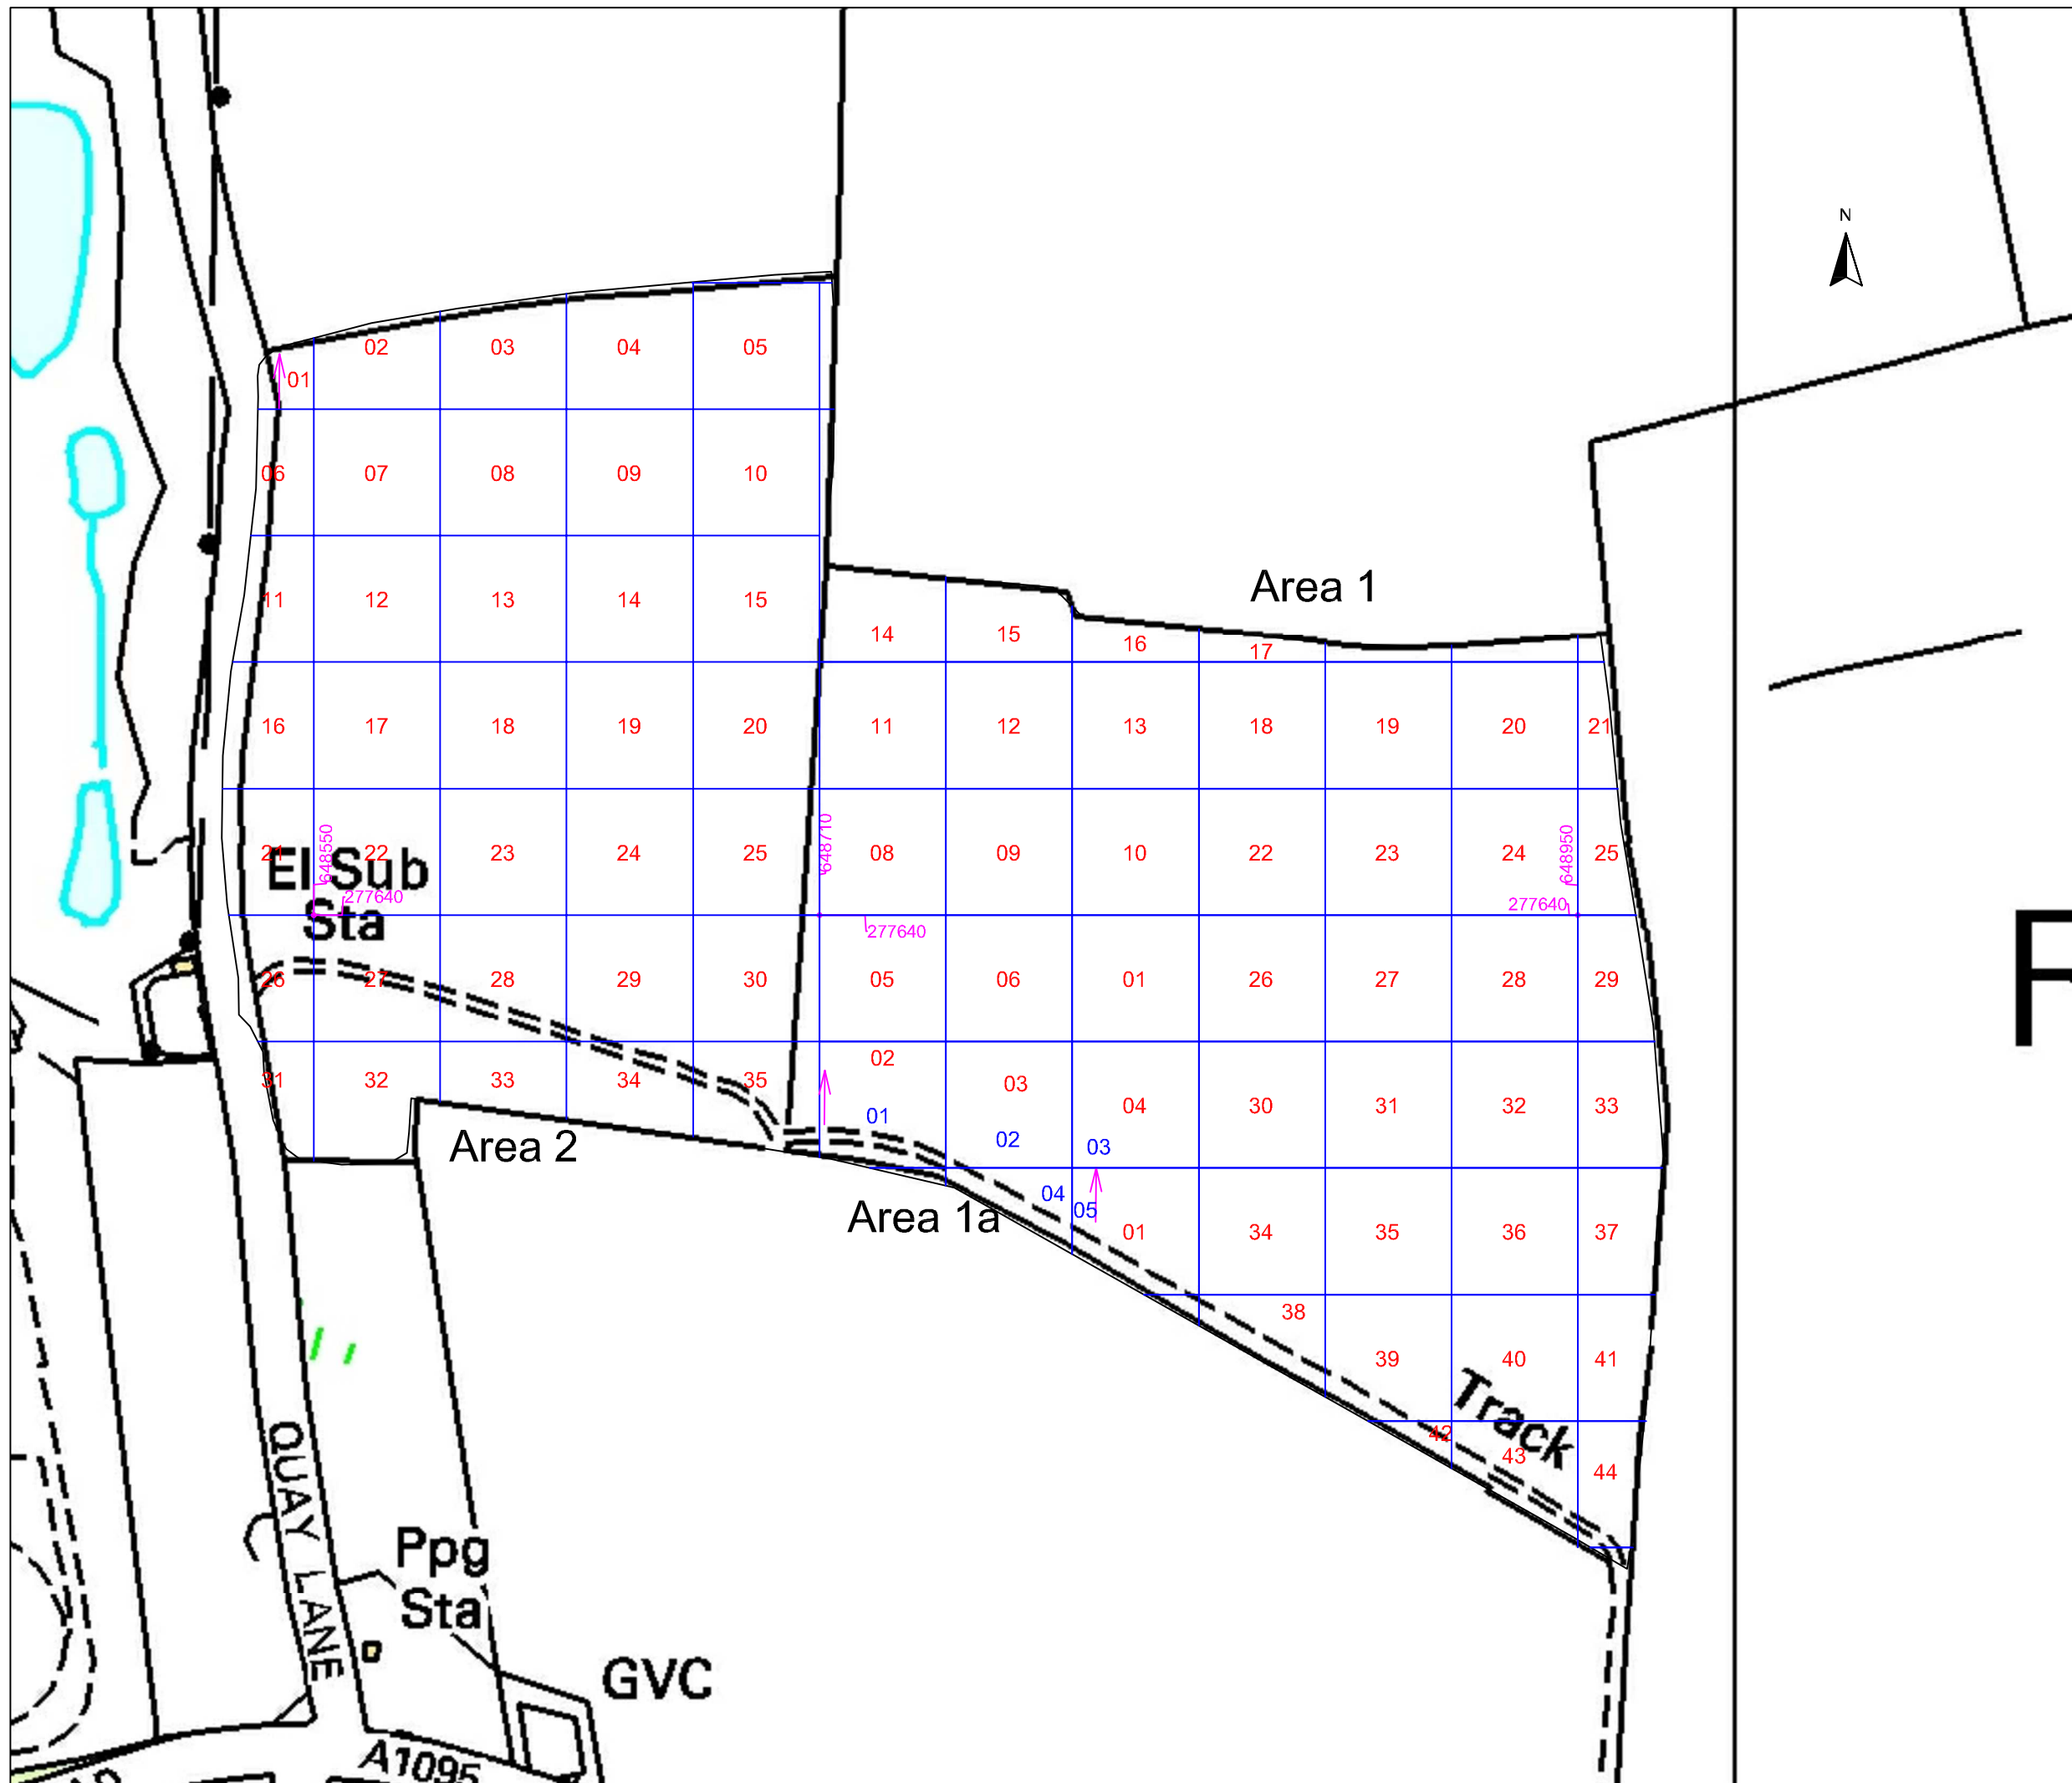 N
02 03 04 05
01
06 07 08 09 10
Area 1
11 12 13 14 15
14 15 16 17
16 17 18 19 20 11 12 13 18 19 20 21
648550 648710 648950
21 22 23 24 25 08 09 10 22 23 24 25
El Sub
Sta
277640 277640 277640
26 27 28 29 30 05 06 01 26 27 28 29
02
31 32 33 34 35 03 04 30 31 32 33
01 02 03
Area 2
04 05
Area 1a
01 34 35 36 37
38
39 40 41
Track
42 43 44
QUAY LANE
Ppg
Sta
GVC
A1095